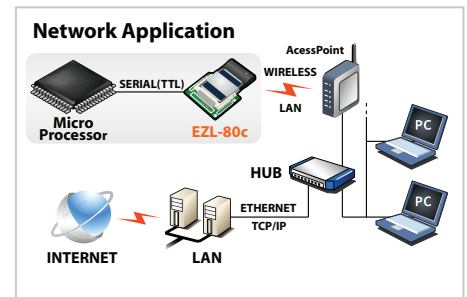 Network Application
AcessPoint
SERIAL(TTL)
WIRELESS
LAN
Micro
Processor
EZL-80c
PC
HUB
PC
ETHERNET
TCP/IP
INTERNET
LAN